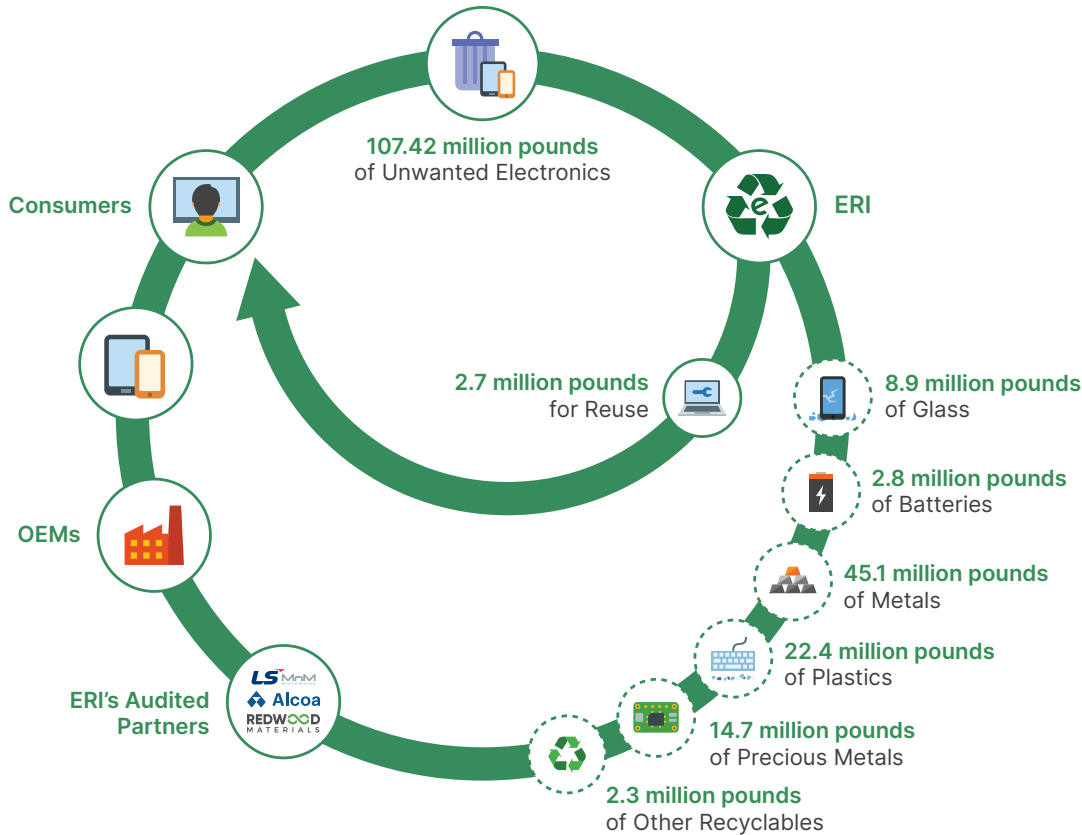 107.42 million pounds
of Unwanted Electronics
Consumers
e
ERI
2.7 million pounds
for Reuse
8.9 million pounds
of Glass
2.8 million pounds
of Batteries
OEMs
45.1 million pounds
of Metals
22.4 million pounds
of Plastics
ERI's Audited
Partners
LS MnM
Alcoa
REDWOOD
MATERIALS
14.7 million pounds
of Precious Metals
2.3 million pounds
of Other Recyclables